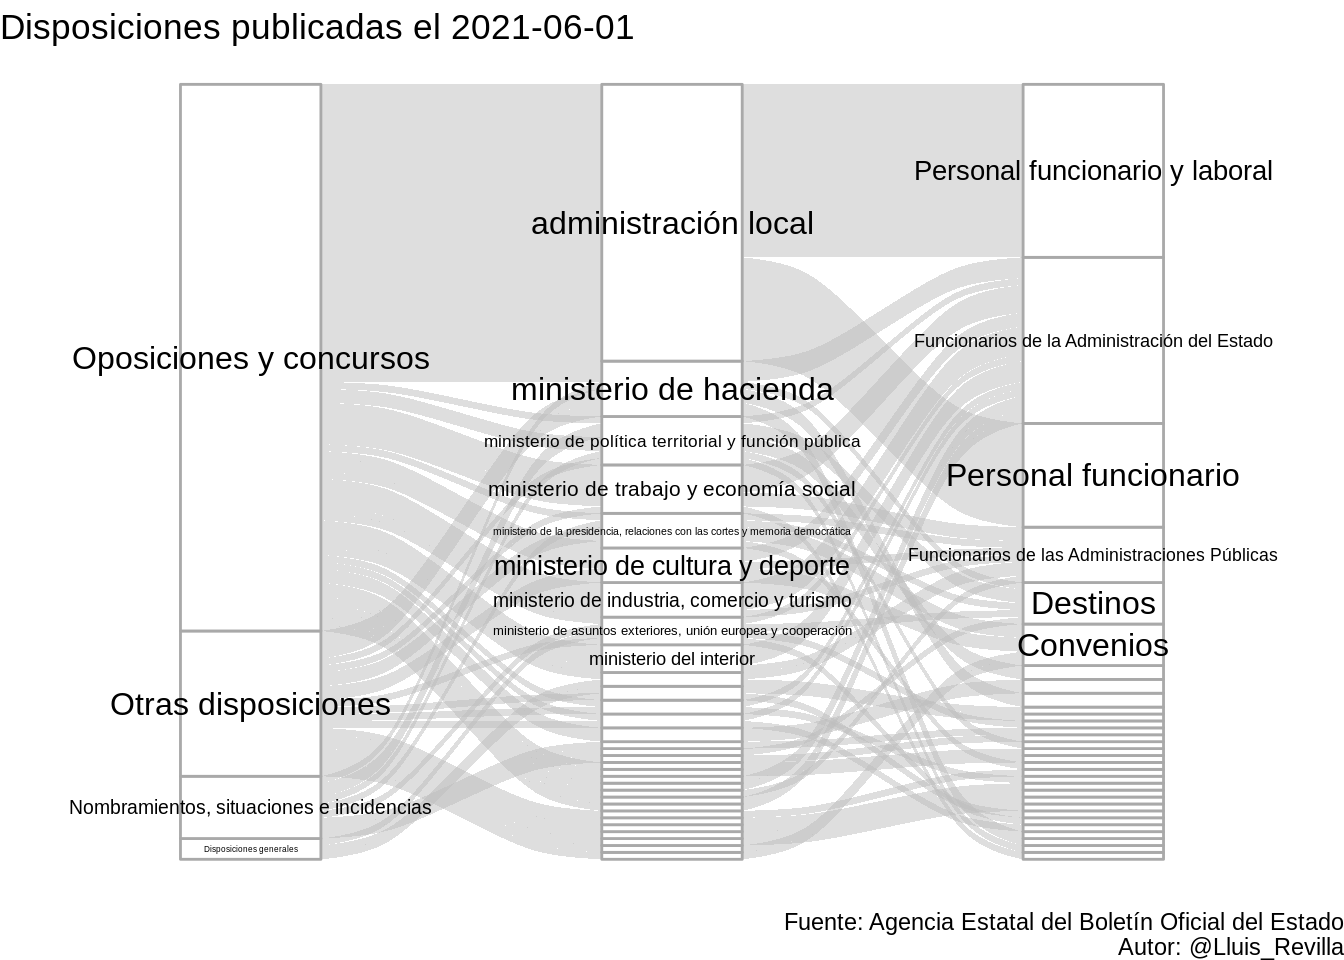 Disposiciones publicadas el 2021-06-01
Oposiciones y concursos
Otras disposiciones
Nombramientos, situaciones e incidencias
Disposiciones generales
administración local
ministerio de hacienda
ministerio de política territorial y función pública
ministerio de trabajo y economía social
ministerio de la presidencia, relaciones con las cortes y memoria democrática
ministerio de cultura y deporte
ministerio de industria, comercio y turismo
ministerio de asuntos exteriores, unión europea y cooperación
ministerio del interior
Personal funcionario y laboral
Funcionarios de la Administración del Estado
Personal funcionario
Funcionarios de las Administraciones Públicas
Destinos
Convenios
Fuente: Agencia Estatal del Boletín Oficial del Estado
Autor: @Lluis_Revilla